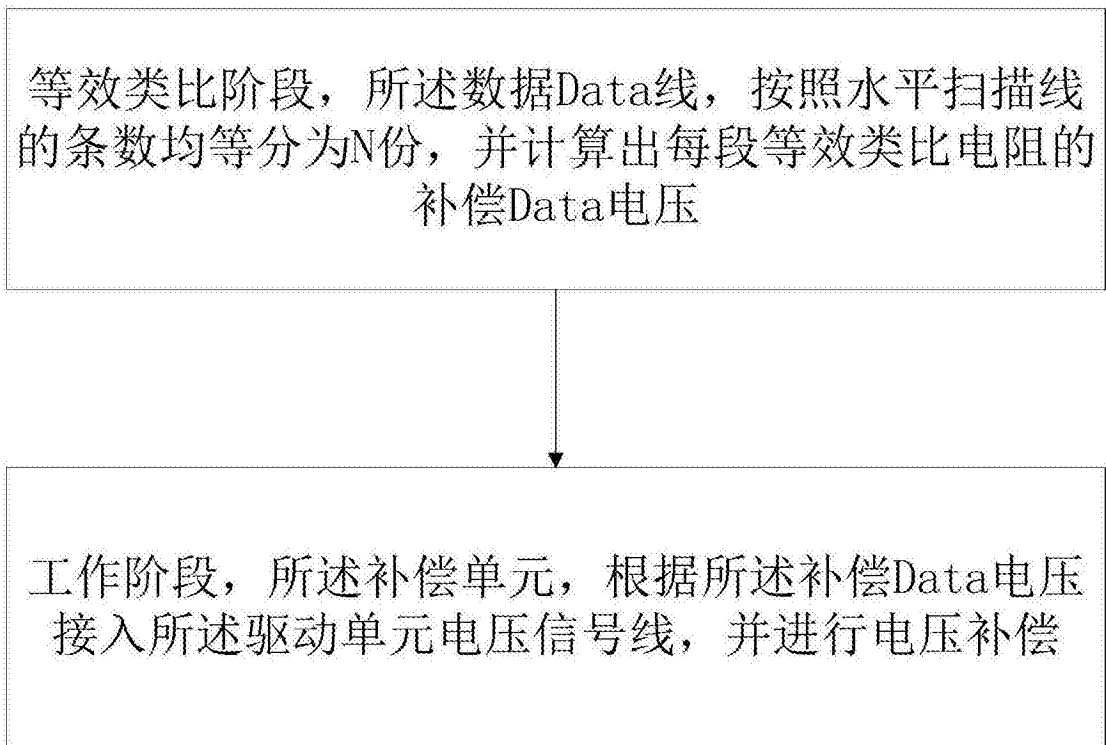 等效类比阶段，所述数据Data线，按照水平扫描线
的条数均等分为N份，并计算出每段等效类比电阻的
补偿Data电压
工作阶段，所述补偿单元，根据所述补偿Data电压
接入所述驱动单元电压信号线，并进行电压补偿